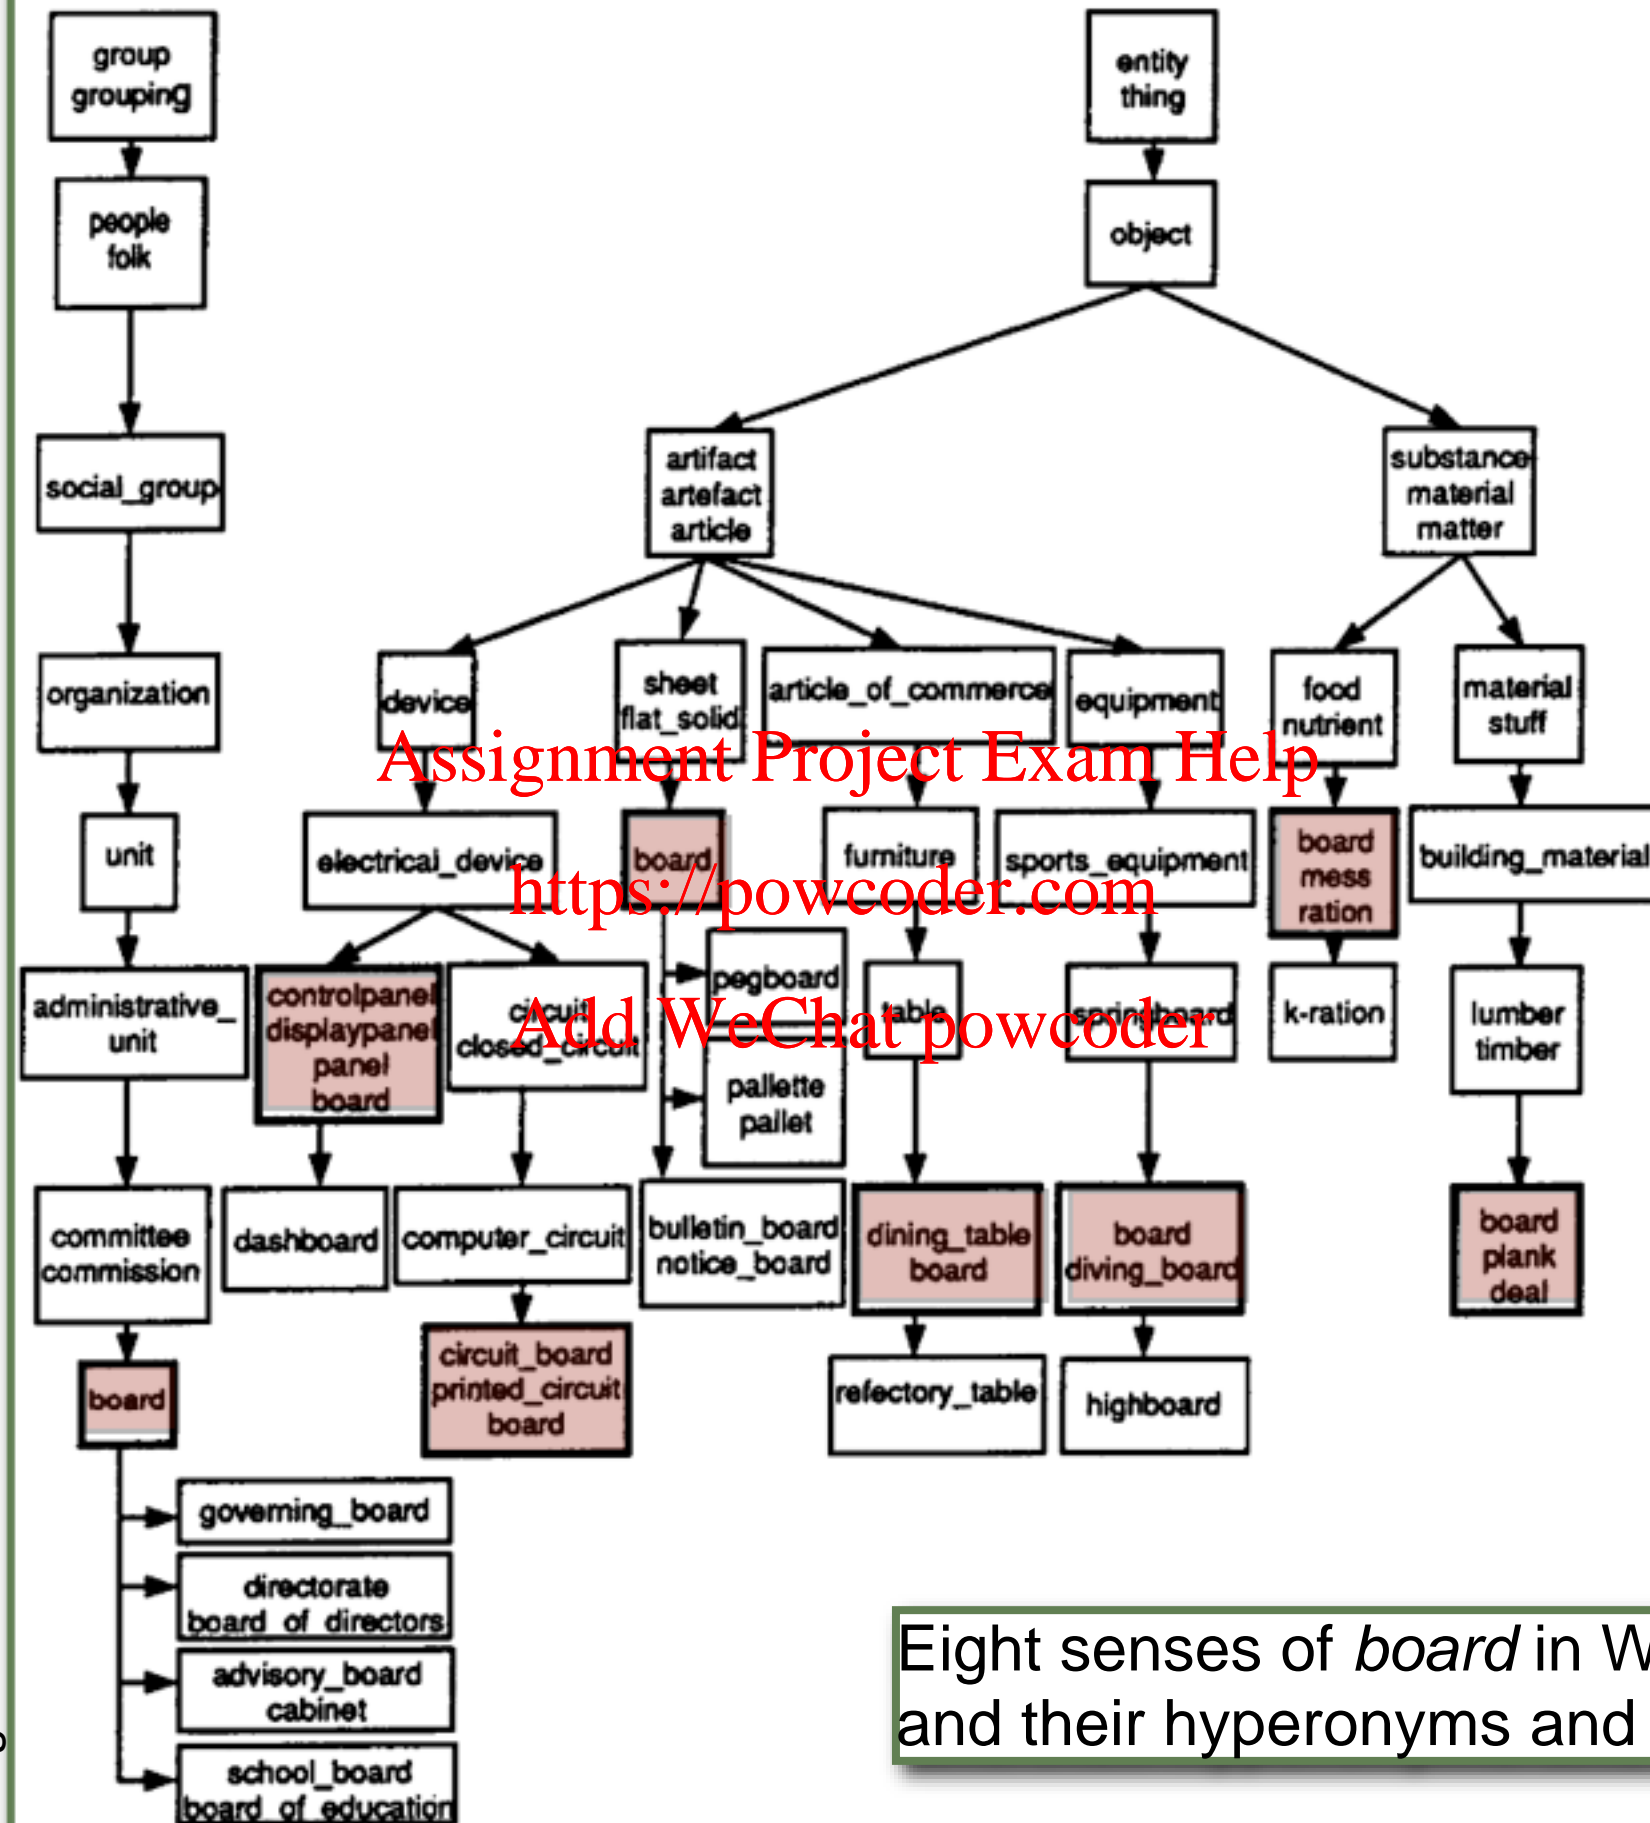 group
grouping
entity
thing
people
folk
object
social_group
artifact
artefact
article
substance
material
matter
organization
device
sheet
flat_solid
article_of_commerce
equipment
food
nutrient
material
stuff
Assignment Project Exam Help
unit
electrical_device
board
furniture
sports_equipment
board
mess
ration
building_material
https://powcoder.com
administrative_
unit
controlpanel
displaypanel
panel
board
circuit
closed_circuit
pegboard
table
springboard
k-ration
lumber
timber
Add WeChat powcoder
pallette
pallet
committee
commission
dashboard
computer_circuit
bulletin_board
notice_board
dining_table
board
board
diving_board
board
plank
deal
board
circuit_board
printed_circuit
board
refectory_table
highboard
governing_board
directorate
board_of_directors
advisory_board
cabinet
school_board
board_of_education
Eight senses of board in W
and their hyperonyms and